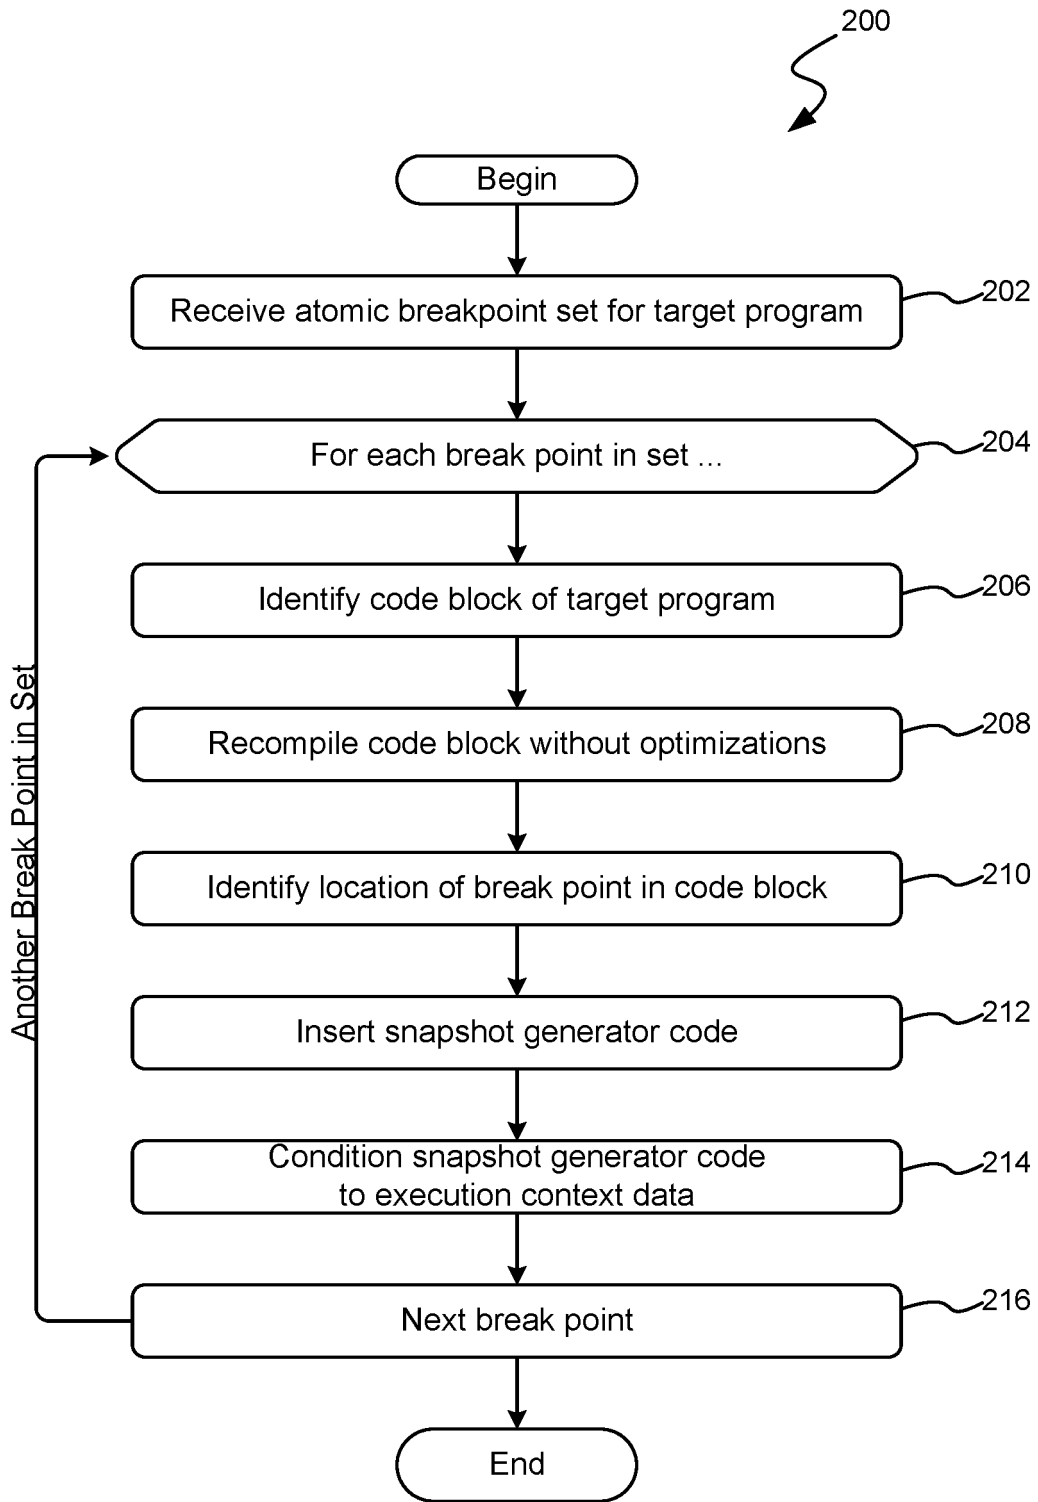 200
Begin
Receive atomic breakpoint set for target program
202
For each break point in set ...
204
Identify code block of target program
206
Recompile code block without optimizations
208
Identify location of break point in code block
210
Insert snapshot generator code
212
Condition snapshot generator code
to execution context data
214
Next break point
216
Another Break Point in Set
End